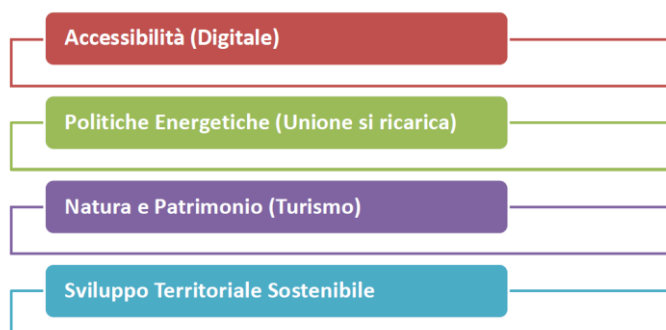 Accessibilità (Digitale)
Politiche Energetiche (Unione si ricarica)
Natura e Patrimonio (Turismo)
Sviluppo Territoriale Sostenibile